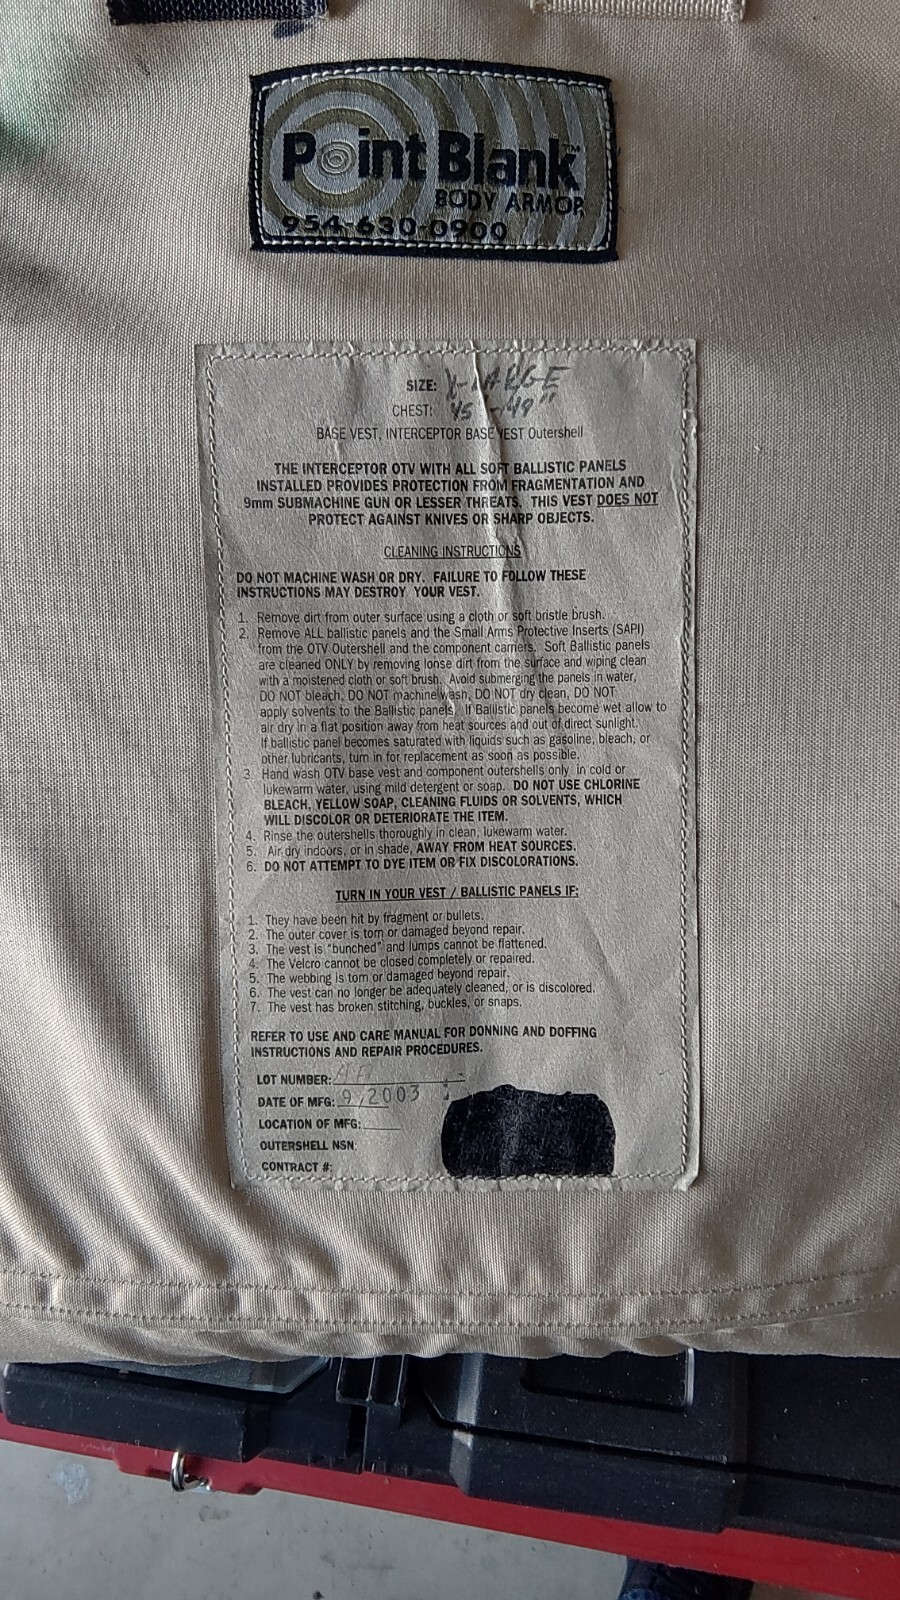 Point Blank™
BODY ARMOR
954-630-0900
SIZE: X-LARGE
CHEST: 45"-49"
BASE VEST, INTERCEPTOR BASE VEST Outershell
THE INTERCEPTOR OTV WITH ALL SOFT BALLISTIC PANELS
INSTALLED PROVIDES PROTECTION FROM FRAGMENTATION AND
9mm SUBMACHINE GUN OR LESSER THREATS. THIS VEST DOES NOT
PROTECT AGAINST KNIVES OR SHARP OBJECTS.
CLEANING INSTRUCTIONS
DO NOT MACHINE WASH OR DRY. FAILURE TO FOLLOW THESE
INSTRUCTIONS MAY DESTROY YOUR VEST.
1. Remove dirt from outer surface using a cloth or soft bristle brush.
2. Remove ALL ballistic panels and the Small Arms Protective Inserts (SAPI)
from the OTV Outershell and the component carriers. Soft Ballistic panels
are cleaned ONLY by removing loose dirt from the surface and wiping clean
with a moistened cloth or soft brush. Avoid submerging the panels in water,
DO NOT bleach, DO NOT machine wash, DO NOT dry clean, DO NOT
apply solvents to the Ballistic panels. If Ballistic panels become wet allow to
air dry in a flat position away from heat sources and out of direct sunlight.
If ballistic panel becomes saturated with liquids such as gasoline, bleach, or
other lubricants, turn in for replacement as soon as possible.
3. Hand wash OTV base vest and component outershells only in cold or
lukewarm water, using mild detergent or soap. DO NOT USE CHLORINE
BLEACH, YELLOW SOAP, CLEANING FLUIDS OR SOLVENTS, WHICH
WILL DISCOLOR OR DETERIORATE THE ITEM.
4. Rinse the outershells thoroughly in clean, lukewarm water.
5. Air dry indoors, or in shade, AWAY FROM HEAT SOURCES.
6. DO NOT ATTEMPT TO DYE ITEM OR FIX DISCOLORATIONS.
TURN IN YOUR VEST / BALLISTIC PANELS IF:
1. They have been hit by fragment or bullets.
2. The outer cover is torn or damaged beyond repair.
3. The vest is "bunched" and lumps cannot be flattened.
4. The Velcro cannot be closed completely or repaired.
5. The webbing is torn or damaged beyond repair.
6. The vest can no longer be adequately cleaned, or is discolored.
7. The vest has broken stitching, buckles, or snaps.
REFER TO USE AND CARE MANUAL FOR DONNING AND DOFFING
INSTRUCTIONS AND REPAIR PROCEDURES.
LOT NUMBER:
DATE OF MFG: 9/2003
LOCATION OF MFG:
OUTERSHELL NSN:
CONTRACT #: